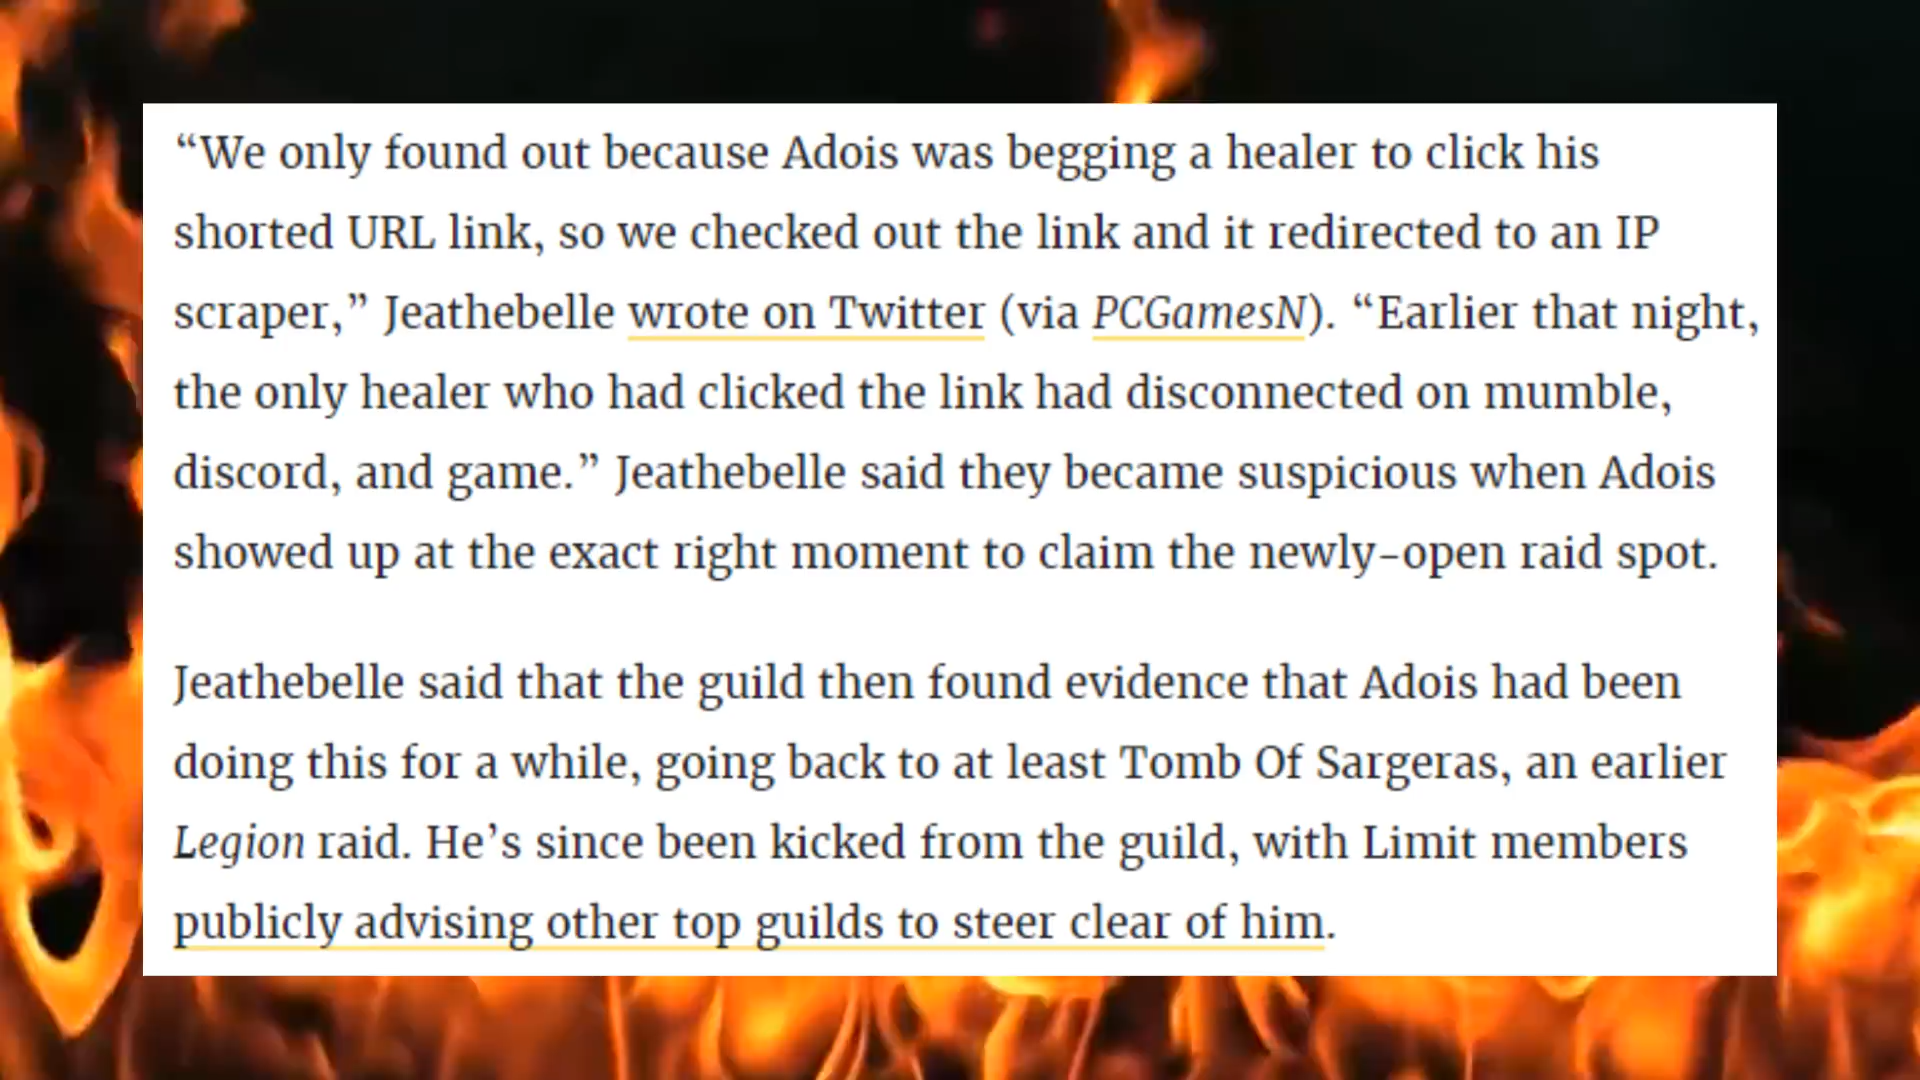 “We only found out because Adois was begging a healer to click his
shorted URL link, so we checked out the link and it redirected to an IP
scraper,” Jeathebelle wrote on Twitter (via PCGamesN). “Earlier that night,
the only healer who had clicked the link had disconnected on mumble,
discord, and game.” Jeathebelle said they became suspicious when Adois
showed up at the exact right moment to claim the newly-open raid spot.
Jeathebelle said that the guild then found evidence that Adois had been
doing this for a while, going back to at least Tomb Of Sargeras, an earlier
Legion raid. He’s since been kicked from the guild, with Limit members
publicly advising other top guilds to steer clear of him.